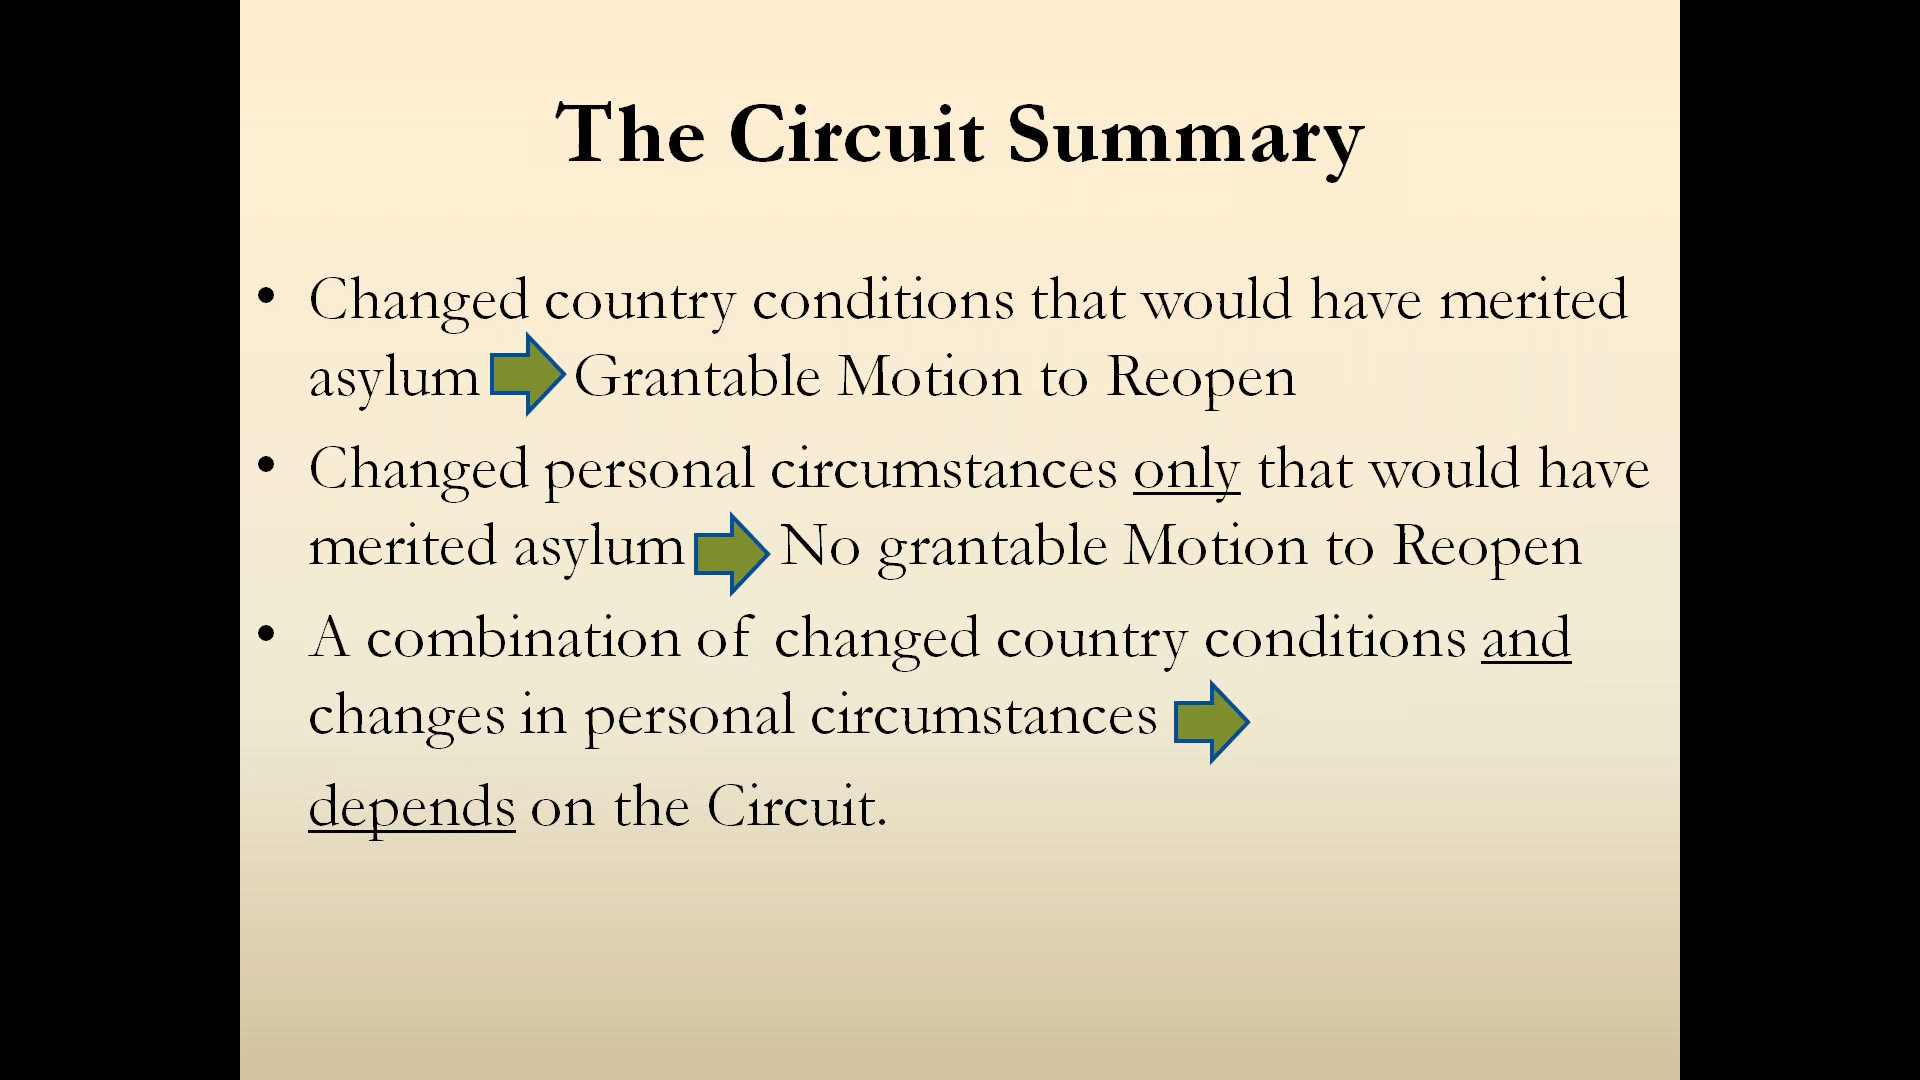 The Circuit Summary
• Changed country conditions that would have merited
asylum Grantable Motion to Reopen
• Changed personal circumstances only that would have
merited asylum No grantable Motion to Reopen
• A combination of changed country conditions and
changes in personal circumstances
depends on the Circuit.